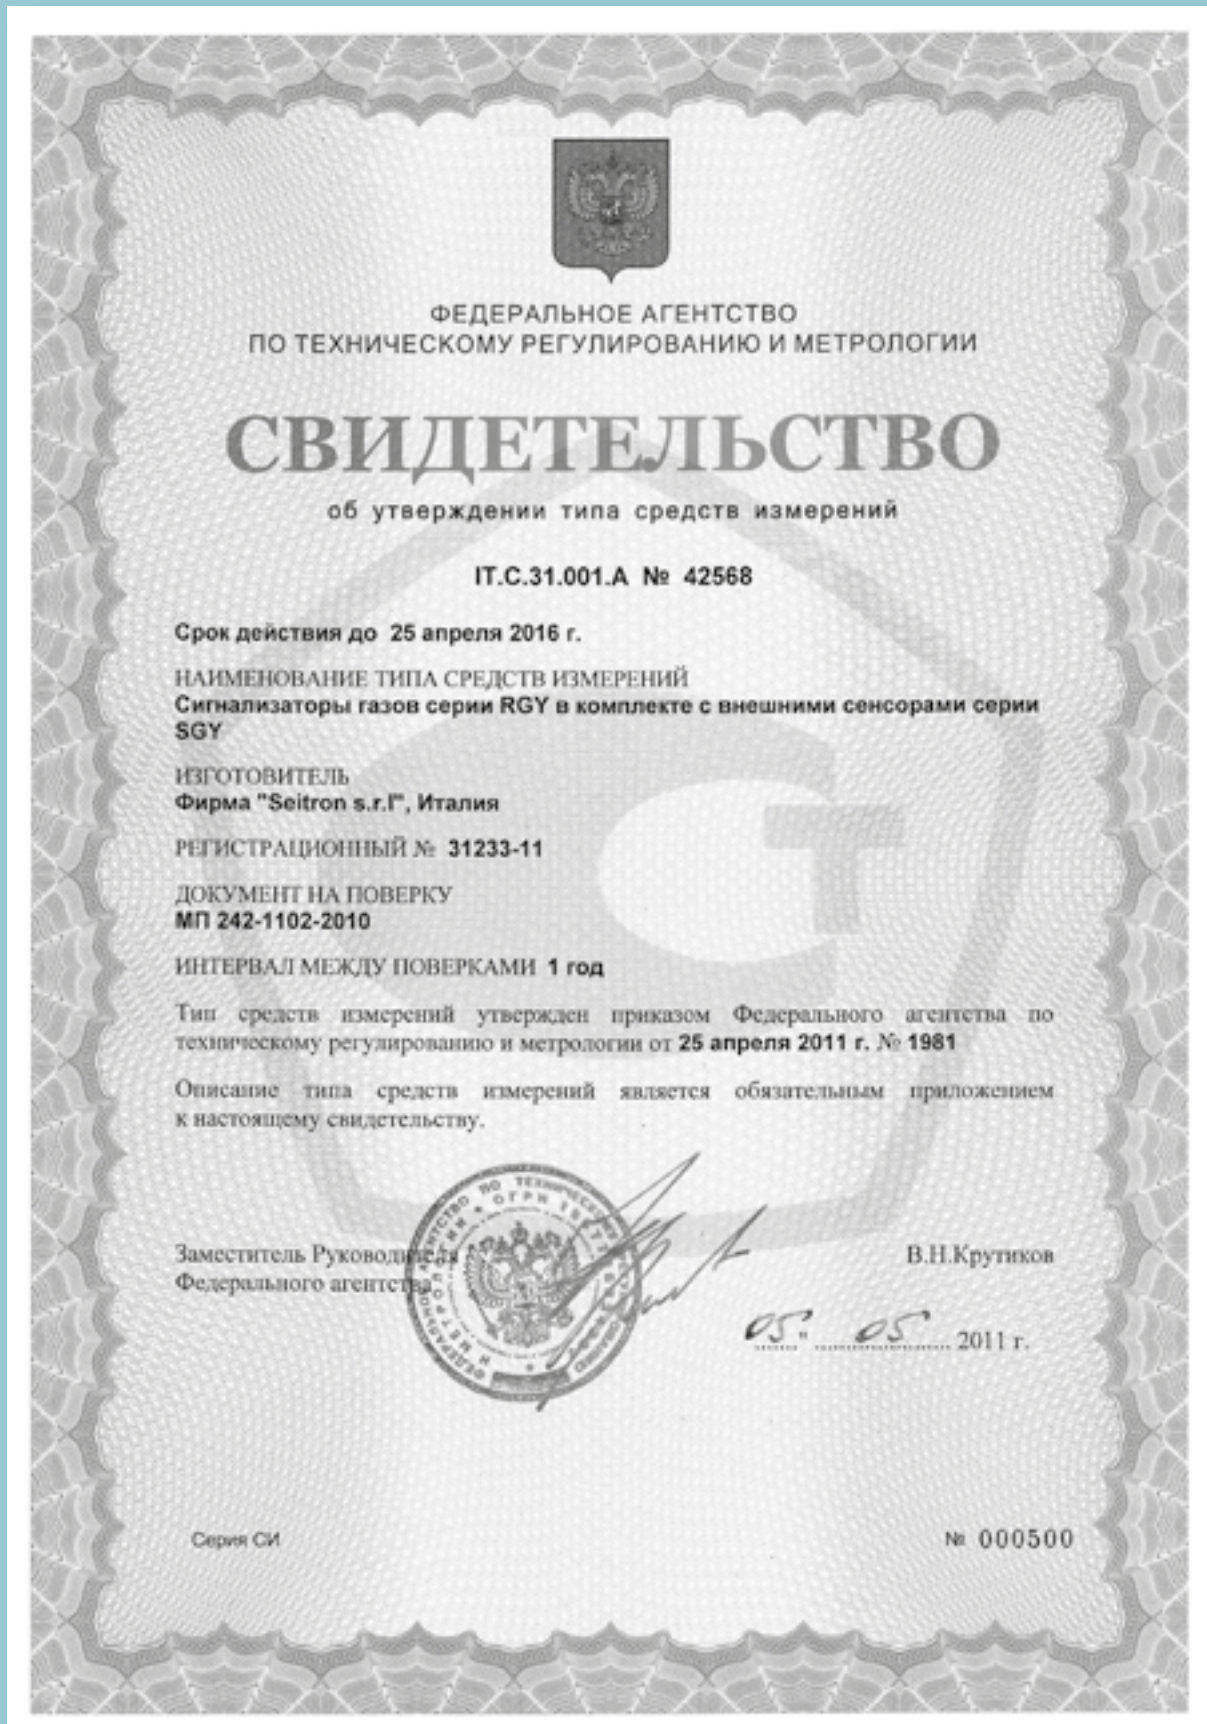 ФЕДЕРАЛЬНОЕ АГЕНТСТВО
ПО ТЕХНИЧЕСКОМУ РЕГУЛИРОВАНИЮ И МЕТРОЛОГИИ
СВИДЕТЕЛЬСТВО
об утверждении типа средств измерений
IT.C.31.001.A № 42568
Срок действия до 25 апреля 2016 г.
НАИМЕНОВАНИЕ ТИПА СРЕДСТВ ИЗМЕРЕНИЙ
Сигнализаторы газов серии RGY в комплекте с внешними сенсорами серии
SGY
ИЗГОТОВИТЕЛЬ
Фирма "Seitron s.r.l", Италия
РЕГИСТРАЦИОННЫЙ № 31233-11
ДОКУМЕНТ НА ПОВЕРКУ
МП 242-1102-2010
ИНТЕРВАЛ МЕЖДУ ПОВЕРКАМИ 1 год
Тип средств измерений утвержден приказом Федерального агентства по
техническому регулированию и метрологии от 25 апреля 2011 г. № 1981
Описание типа средств измерений является обязательным приложением
к настоящему свидетельству.
Заместитель Руководителя
Федерального агентства
В.Н.Крутиков
05." 05 2011 г.
Серия СИ
№ 000500